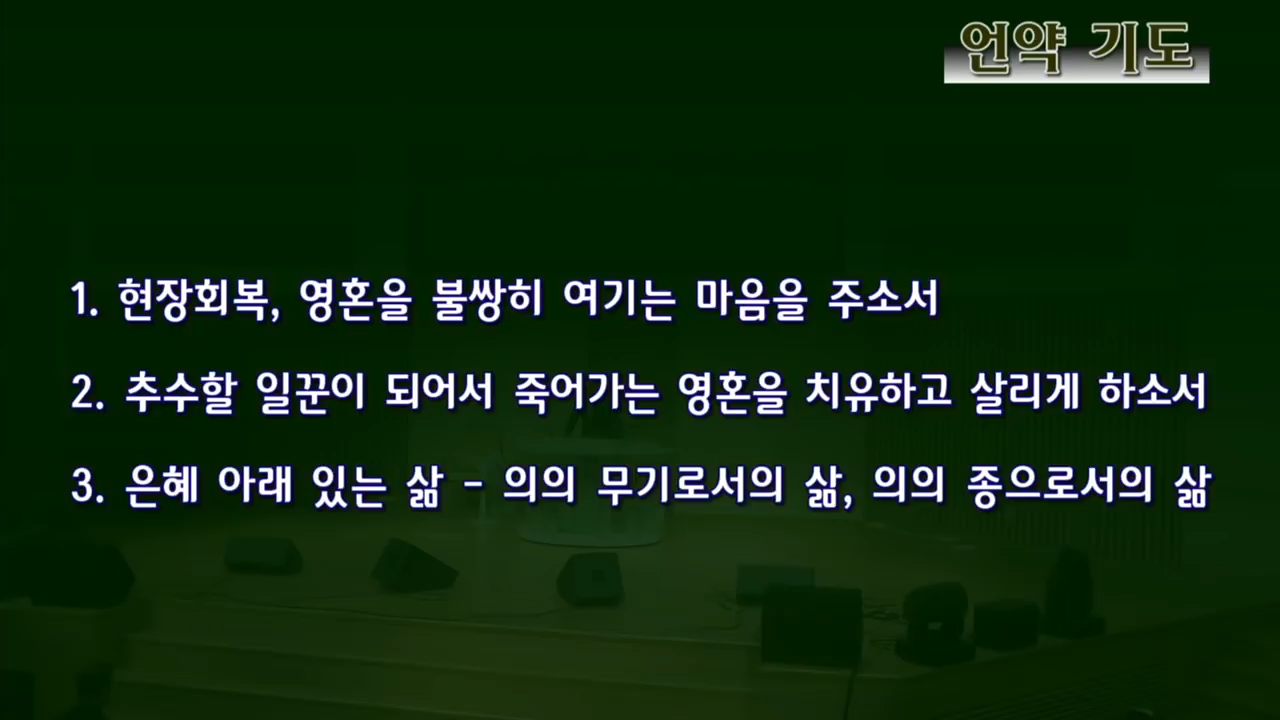 언약 기도
1. 현장회복, 영혼을 불쌍히 여기는 마음을 주소서
2. 추수할 일꾼이 되어서 죽어가는 영혼을 치유하고 살리게 하소서
3. 은혜 아래 있는 삶 - 의의 무기로서의 삶, 의의 종으로서의 삶